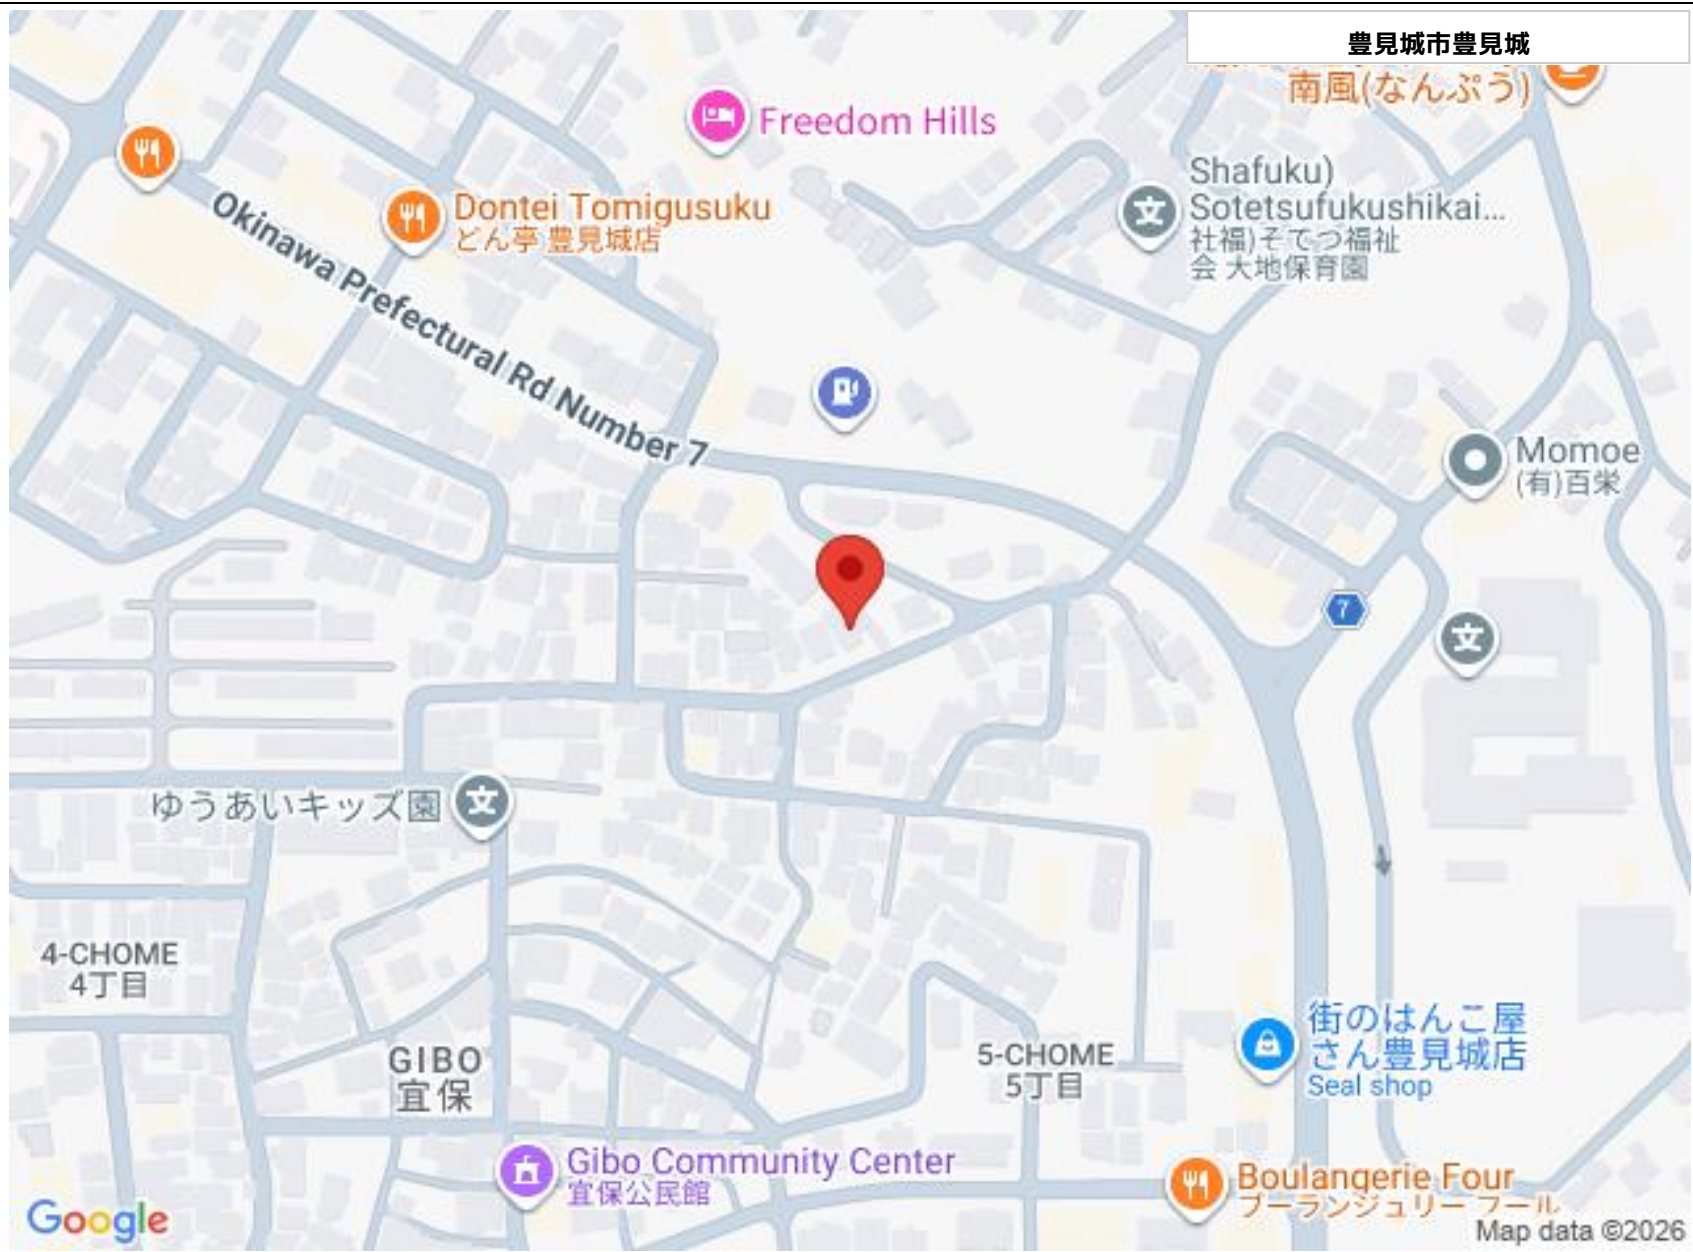 豊見城市豊見城
南風(なんぷう)
Freedom Hills
Shafuku)
Sotetsufukushikai...
社福)そてつ福祉
会 大地保育園
Dontei Tomigusuku
どん亭 豊見城店
Okinawa Prefectural Rd Number 7
Momoe
(有)百栄
7
文
文
ゆうあいキッズ園
文
4-CHOME
4丁目
GIBO
宜保
5-CHOME
5丁目
街のはんこ屋
さん豊見城店
Seal shop
Gibo Community Center
宜保公民館
Boulangerie Four
ブーランジュリー フール
Google
Map data ©2026